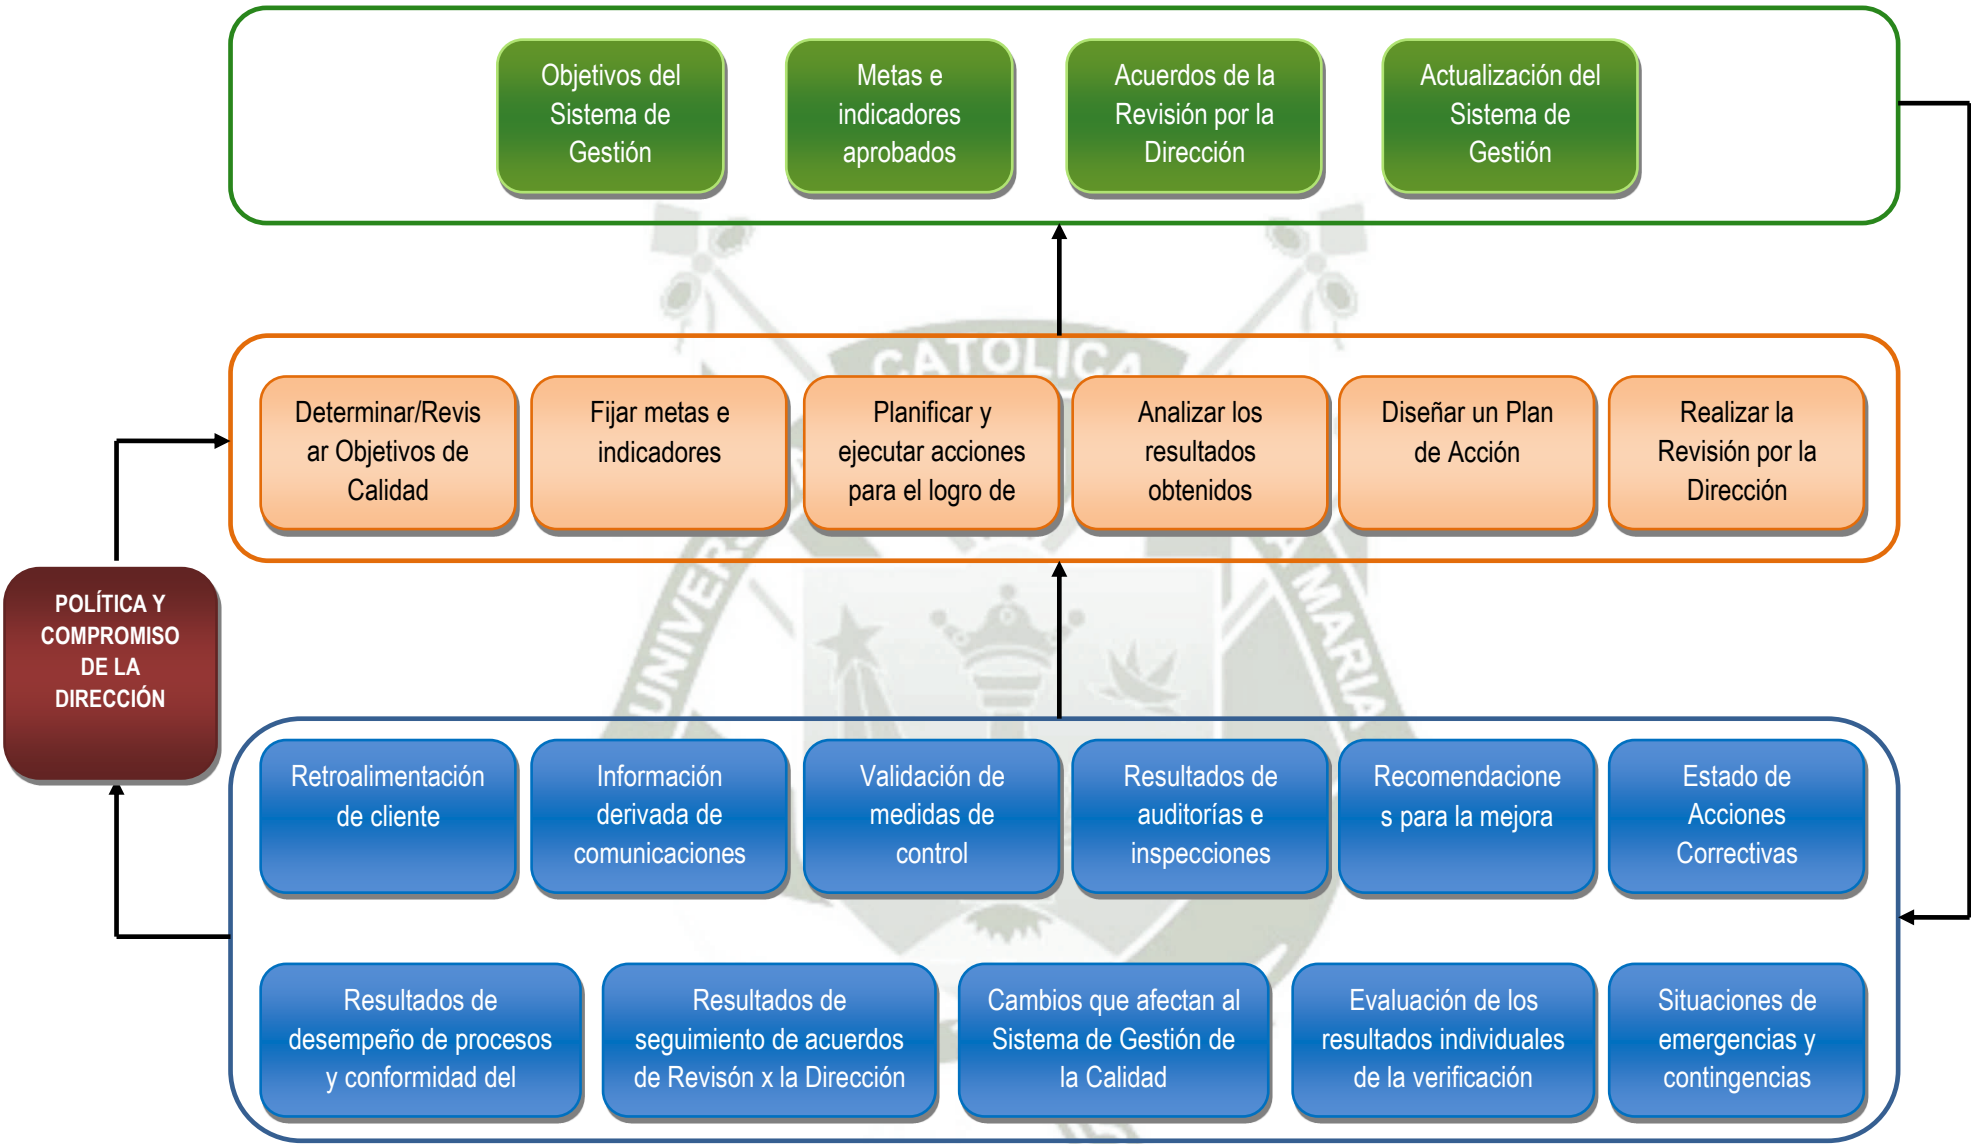 Objetivos del
Sistema de
Gestión
Metas e
indicadores
aprobados
Acuerdos de la
Revisión por la
Dirección
Actualización del
Sistema de
Gestión
CATOLICA
Determinar/Revis
ar Objetivos de
Calidad
Fijar metas e
indicadores
Planificar y
ejecutar acciones
para el logro de
Analizar los
resultados
obtenidos
Diseñar un Plan
de Acción
Realizar la
Revisión por la
Dirección
POLÍTICA Y
COMPROMISO
DE LA
DIRECCIÓN
MARIA
Retroalimentación
de cliente
Información
derivada de
comunicaciones
Validación de
medidas de
control
Resultados de
auditorías e
inspecciones
Recomendacione
s para la mejora
Estado de
Acciones
Correctivas
Resultados de
desempeño de procesos
y conformidad del
Resultados de
seguimiento de acuerdos
de Revisón x la Dirección
Cambios que afectan al
Sistema de Gestión de
la Calidad
Evaluación de los
resultados individuales
de la verificación
Situaciones de
emergencias y
contingencias